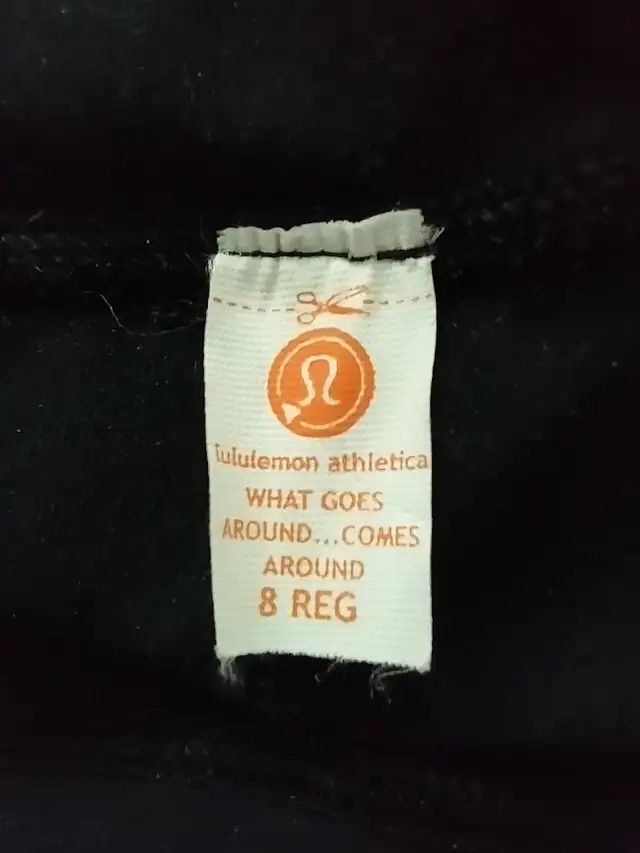 lululemon athletica
WHAT GOES
AROUND...COMES
AROUND
8 REG